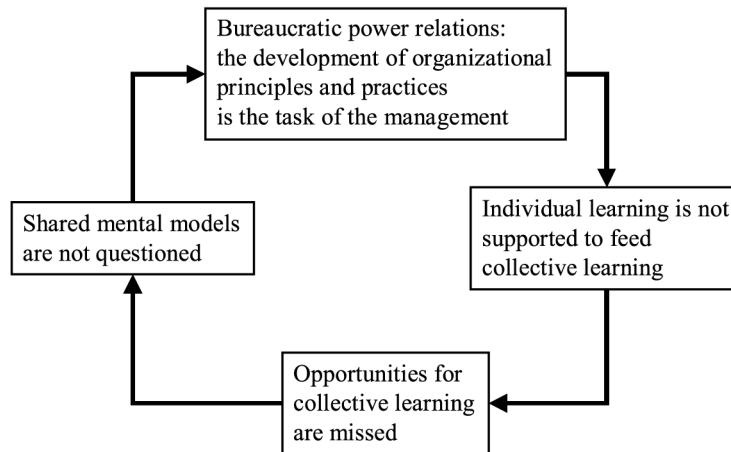 Bureaucratic power relations:
the development of organizational
principles and practices
is the task of the management
Individual learning is not
supported to feed
collective learning
Opportunities for
collective learning
are missed
Shared mental models
are not questioned